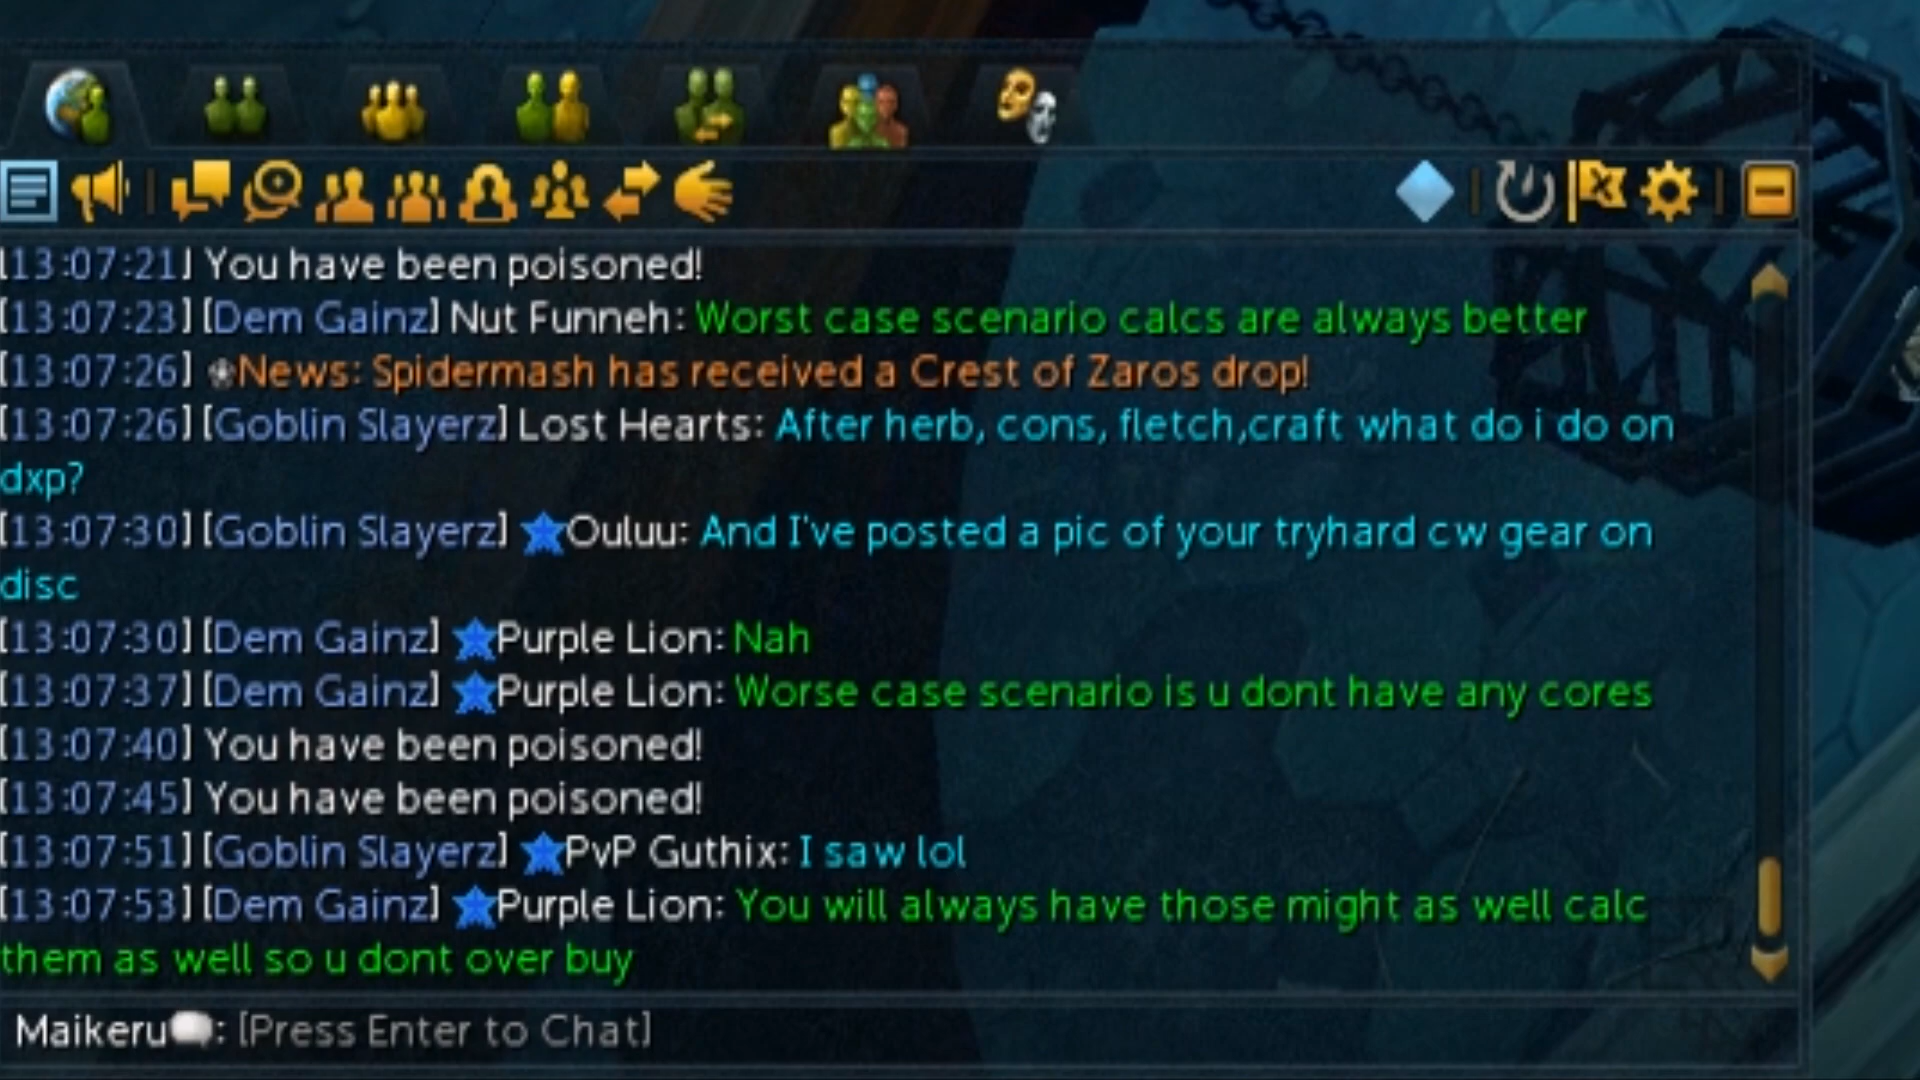 [13:07:21] You have been poisoned!
[13:07:23] [Dem Gainz] Nut Funneh: Worst case scenario calcs are always better
[13:07:26] News: Spidermash has received a Crest of Zaros drop!
[13:07:26] [Goblin Slayerz] Lost Hearts: After herb, cons, fletch,craft what do i do on
dxp?
[13:07:30] [Goblin Slayerz] Ouluu: And I've posted a pic of your tryhard cw gear on
disc
[13:07:30] [Dem Gainz] Purple Lion: Nah
[13:07:37] [Dem Gainz] Purple Lion: Worse case scenario is u dont have any cores
[13:07:40] You have been poisoned!
[13:07:45] You have been poisoned!
[13:07:51] [Goblin Slayerz] PvP Guthix: I saw lol
[13:07:53] [Dem Gainz] Purple Lion: You will always have those might as well calc
them as well so u dont over buy
Maikeru: [Press Enter to Chat]